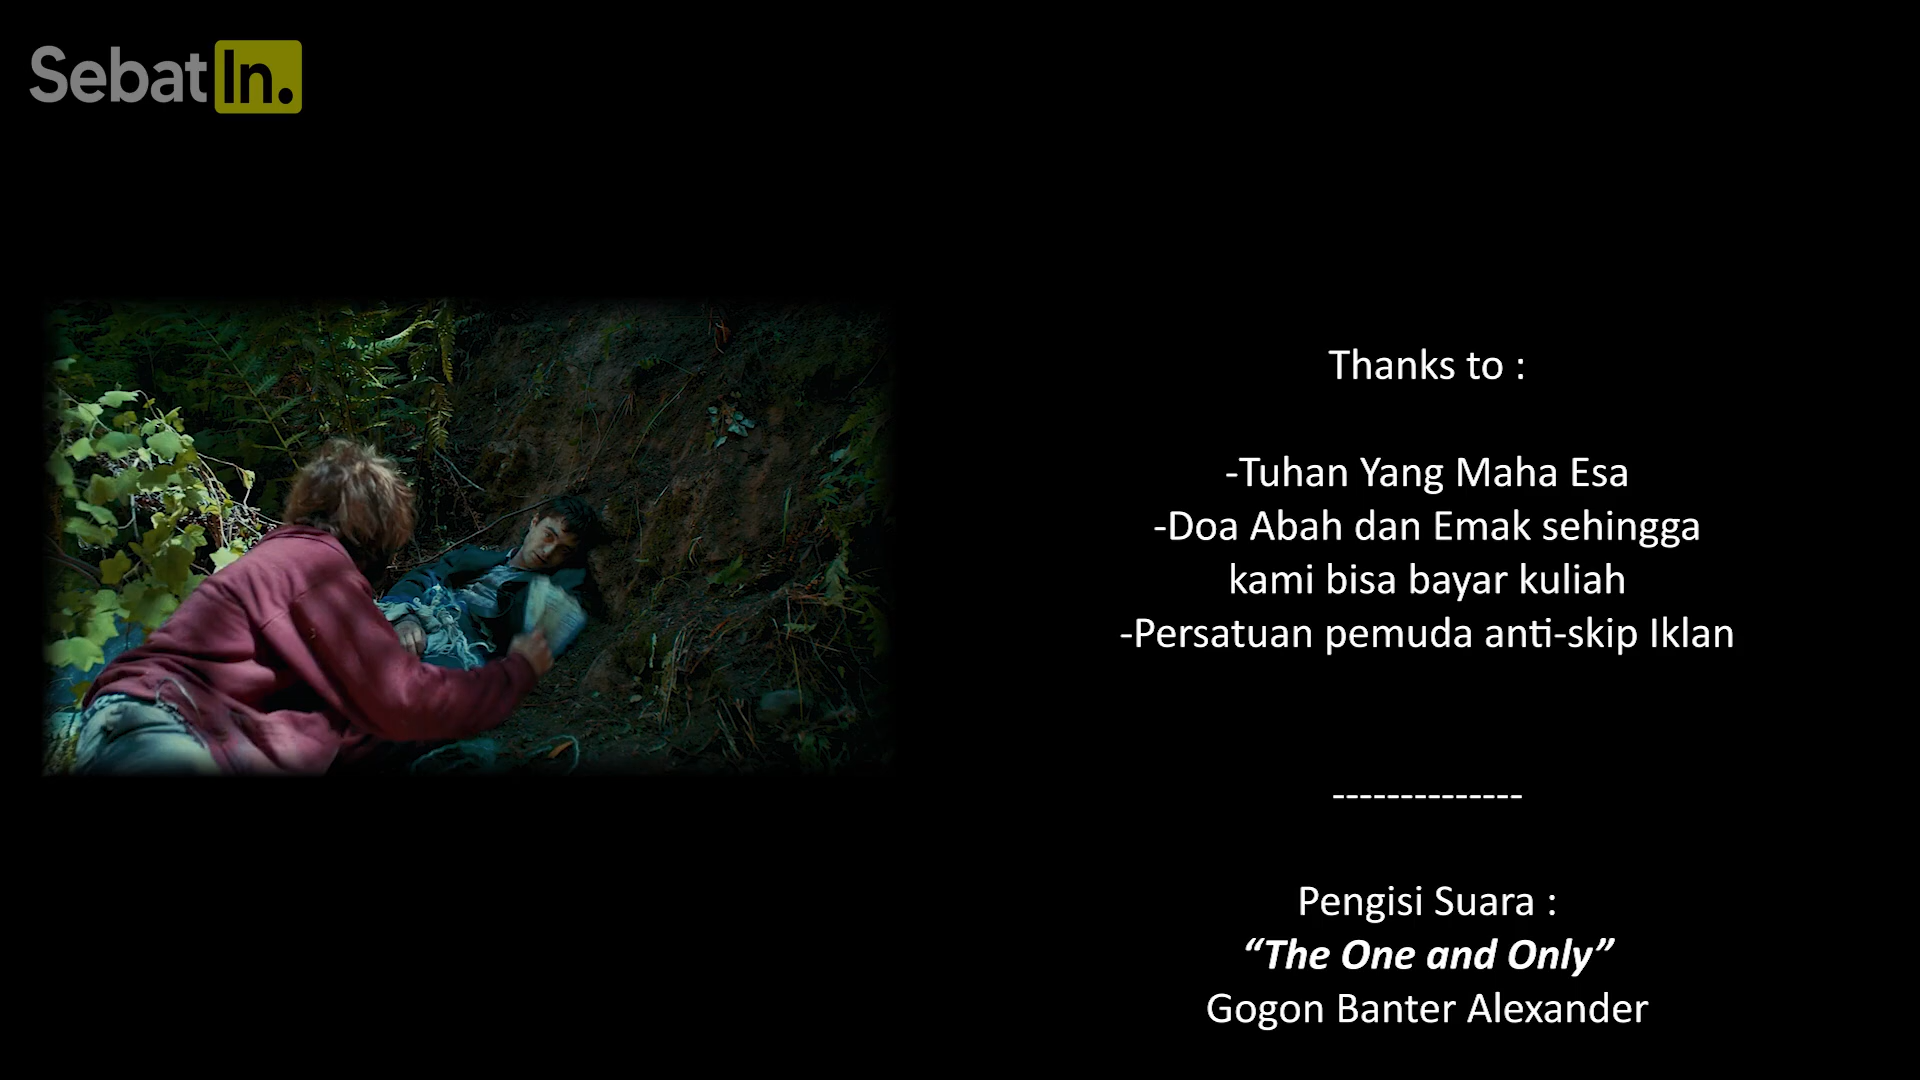 SebatIn.
Thanks to :
-Tuhan Yang Maha Esa
-Doa Abah dan Emak sehingga
kami bisa bayar kuliah
-Persatuan pemuda anti-skip Iklan
--------------
Pengisi Suara :
“The One and Only”
Gogon Banter Alexander